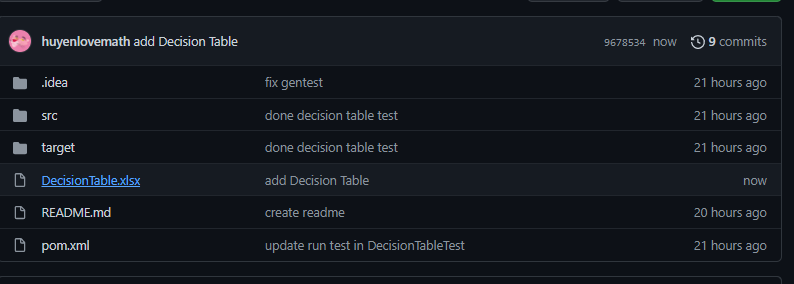 huyenlovemath add Decision Table 9678534 now 9 commits
.idea fix gentest 21 hours ago
src done decision table test 21 hours ago
target done decision table test 21 hours ago
DecisionTable.xlsx add Decision Table now
README.md create readme 20 hours ago
pom.xml update run test in DecisionTableTest 21 hours ago